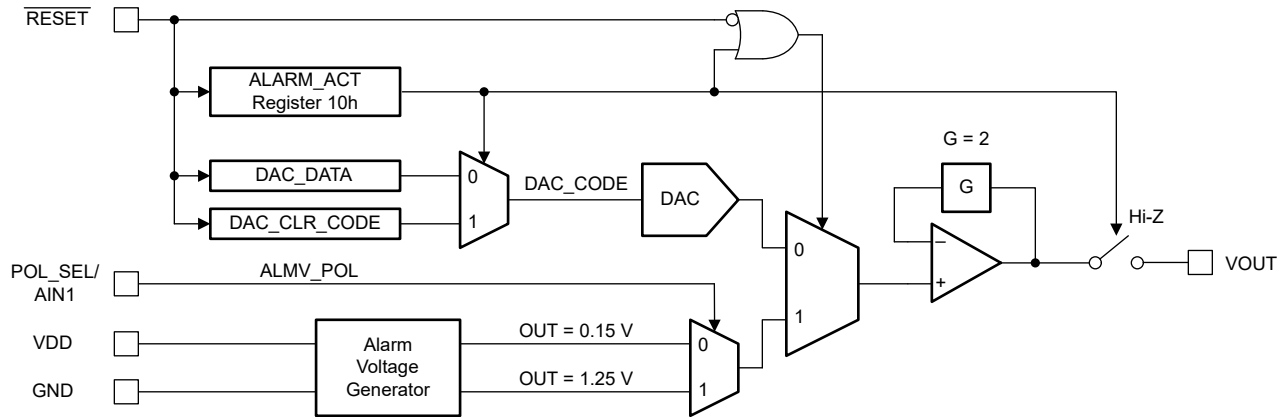 RESET
ALARM_ACT
Register 10h
DAC_DATA
DAC_CLR_CODE
0
1
DAC_CODE
DAC
0
1
G = 2
G
−
+
Hi-Z
VOUT
POL_SEL/
AIN1
ALMV_POL
VDD
GND
Alarm
Voltage
Generator
OUT = 0.15 V
OUT = 1.25 V
0
1